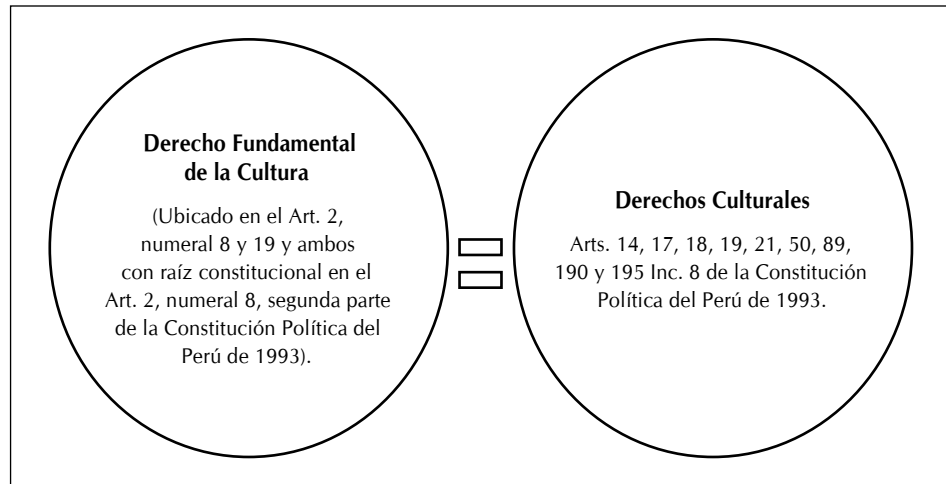 Derecho Fundamental
de la Cultura
(Ubicado en el Art. 2,
numeral 8 y 19 y ambos
con raíz constitucional en el
Art. 2, numeral 8, segunda parte
de la Constitución Política del
Perú de 1993).
Derechos Culturales
Arts. 14, 17, 18, 19, 21, 50, 89,
190 y 195 Inc. 8 de la Constitución
Política del Perú de 1993.